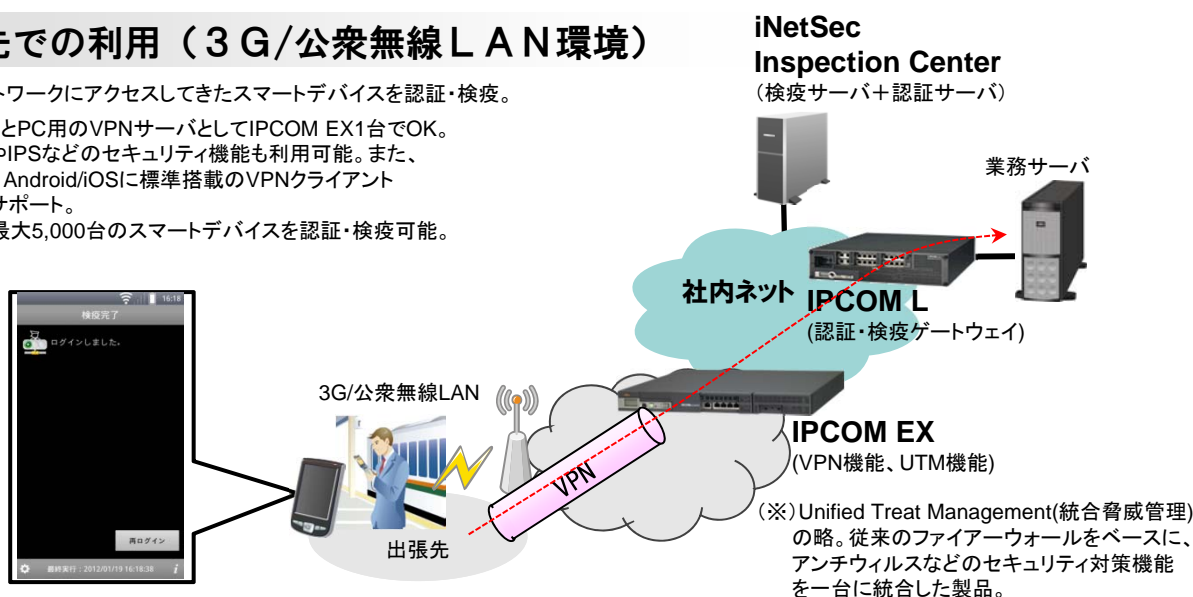 先での利用（３Ｇ/公衆無線ＬＡＮ環境）
トワークにアクセスしてきたスマートデバイスを認証・検疫。
とPC用のVPNサーバとしてIPCOM EX1台でOK。
やIPSなどのセキュリティ機能も利用可能。また、
Android/iOSに標準搭載のVPNクライアント
サポート。
最大5,000台のスマートデバイスを認証・検疫可能。
iNetSec
Inspection Center
（検疫サーバ＋認証サーバ）
業務サーバ
社内ネット
IPCOM L
(認証・検疫ゲートウェイ)
16:18
検疫完了
ログインしました。
再ログイン
最終実行：2012/01/19 16:18:38
i
3G/公衆無線LAN
出張先
VPN
IPCOM EX
(VPN機能、UTM機能)
（※）Unified Treat Management(統合脅威管理)
の略。従来のファイアーウォールをベースに、
アンチウィルスなどのセキュリティ対策機能
を一台に統合した製品。